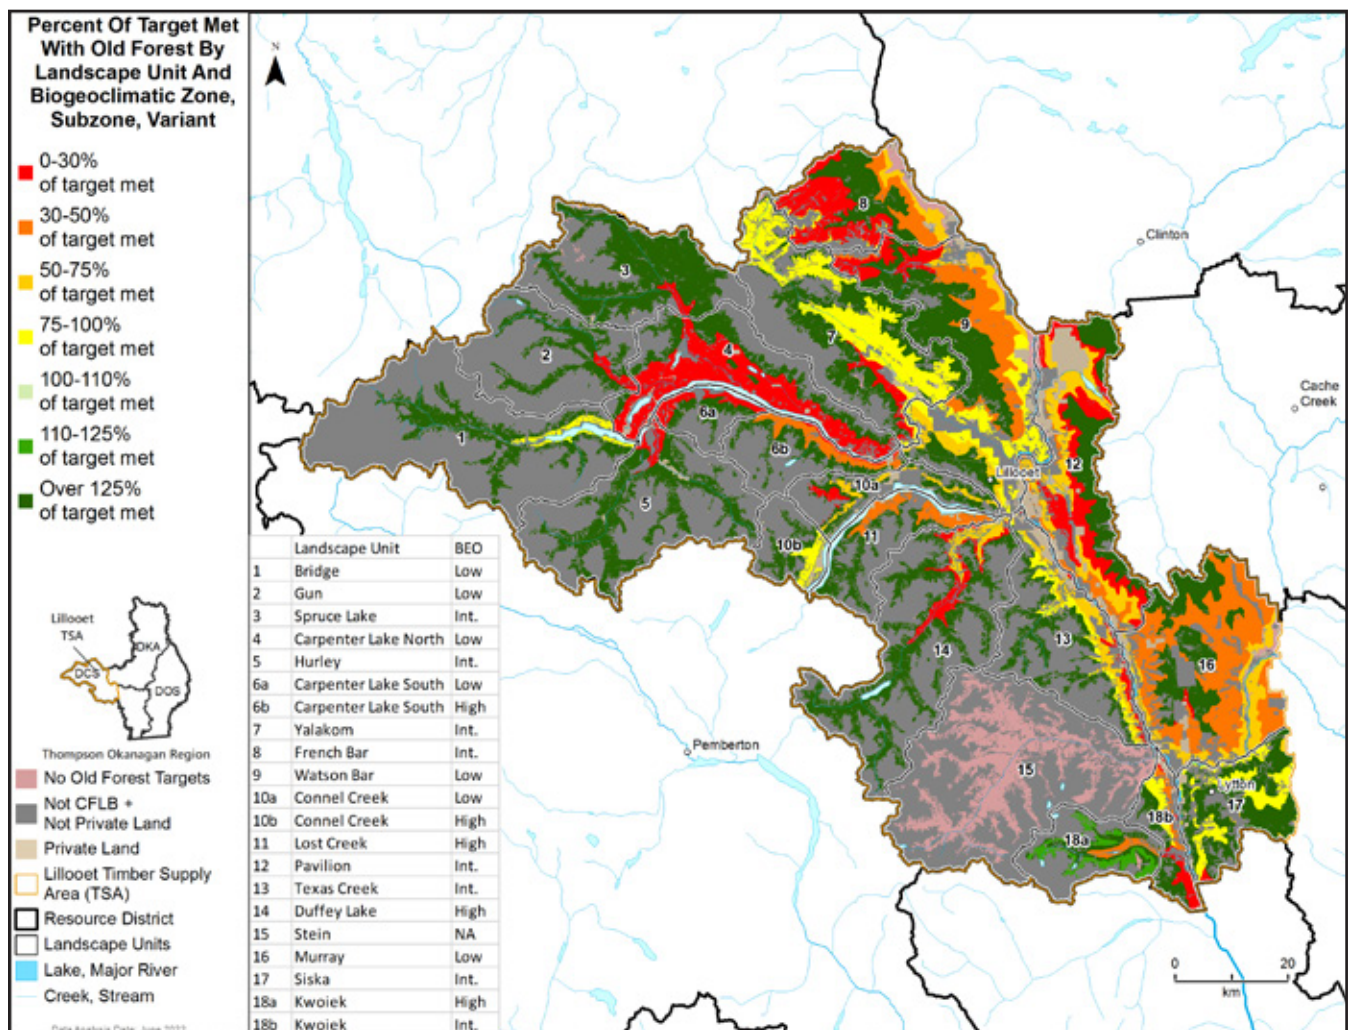 Percent Of Target Met
With Old Forest By
Landscape Unit And
Biogeoclimatic Zone,
Subzone, Variant
0-30%
of target met
30-50%
of target met
50-75%
of target met
75-100%
of target met
100-110%
of target met
110-125%
of target met
Over 125%
of target met
Lillooet
TSA
DKA
DCS
DOS
Thompson Okanagan Region
No Old Forest Targets
Not CFLB +
Not Private Land
Private Land
Lillooet Timber Supply
Area (TSA)
Resource District
Landscape Units
Lake, Major River
Creek, Stream
Data Analysis Date: June 2022
Landscape Unit BEO
1 Bridge Low
2 Gun Low
3 Spruce Lake Int.
4 Carpenter Lake North Low
5 Hurley Int.
6a Carpenter Lake South Low
6b Carpenter Lake South High
7 Yalakom Int.
8 French Bar Int.
9 Watson Bar Low
10a Connel Creek Low
10b Connel Creek High
11 Lost Creek High
12 Pavilion Int.
13 Texas Creek Int.
14 Duffey Lake High
15 Stein NA
16 Murray Low
17 Siska Int.
18a Kwoiek High
18b Kwoiek Int.
N
8
Clinton
3
9
7
2
4
Cache
Creek
6a
1
6b
12
Lillooet
10a
5
11
10b
13
14
16
Pemberton
15
Lytton
17
18b
18a
0 20
km